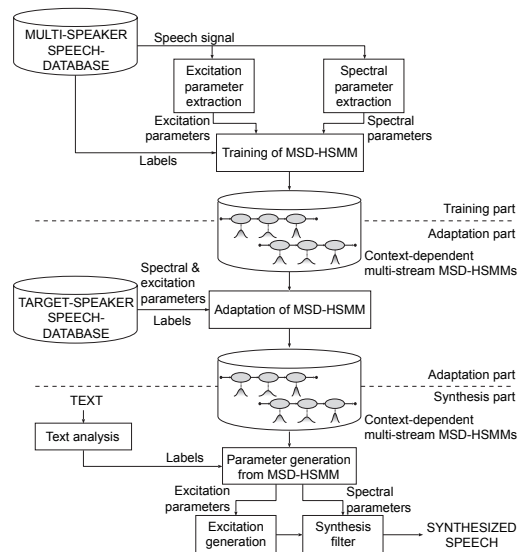 MULTI-SPEAKER
SPEECH-
DATABASE
Speech signal
Excitation
parameter
extraction
Spectral
parameter
extraction
Excitation
parameters
Spectral
parameters
Labels
Training of MSD-HSMM
Training part
Adaptation part
Context-dependent
multi-stream MSD-HSMMs
Spectral &
excitation
parameters
TARGET-SPEAKER
SPEECH-
DATABASE
Labels
Adaptation of MSD-HSMM
Adaptation part
Synthesis part
Context-dependent
multi-stream MSD-HSMMs
TEXT
Text analysis
Labels
Parameter generation
from MSD-HSMM
Excitation
parameters
Spectral
parameters
Excitation
generation
Synthesis
filter
SYNTHESIZED
SPEECH